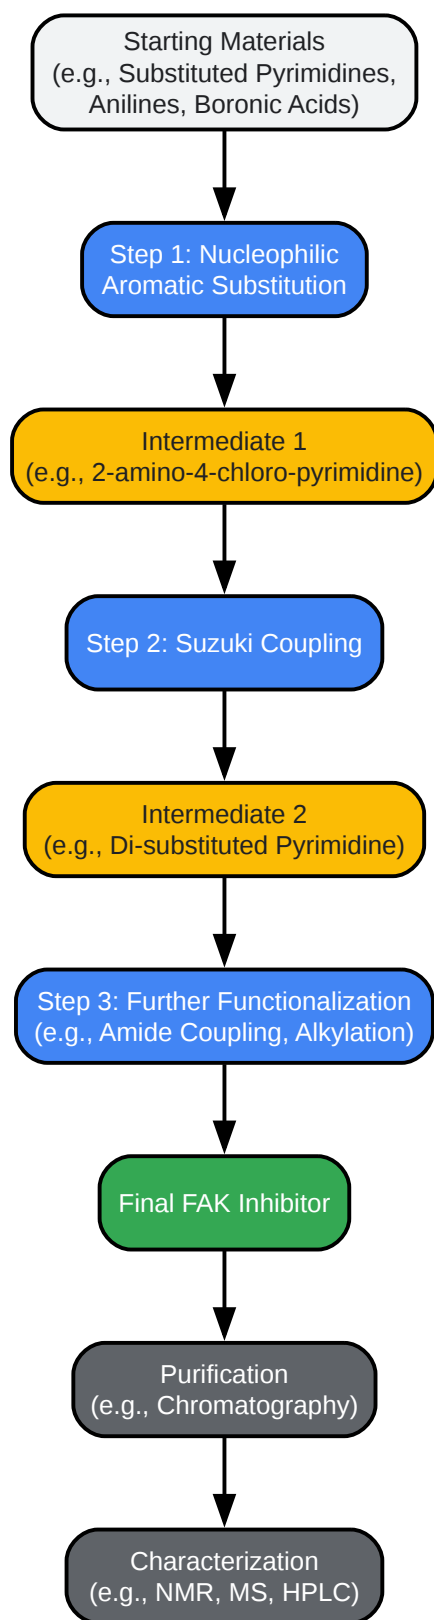 Starting Materials
(e.g., Substituted Pyrimidines,
Anilines, Boronic Acids)
Step 1: Nucleophilic
Aromatic Substitution
Intermediate 1
(e.g., 2-amino-4-chloro-pyrimidine)
Step 2: Suzuki Coupling
Intermediate 2
(e.g., Di-substituted Pyrimidine)
Step 3: Further Functionalization
(e.g., Amide Coupling, Alkylation)
Final FAK Inhibitor
Purification
(e.g., Chromatography)
Characterization
(e.g., NMR, MS, HPLC)